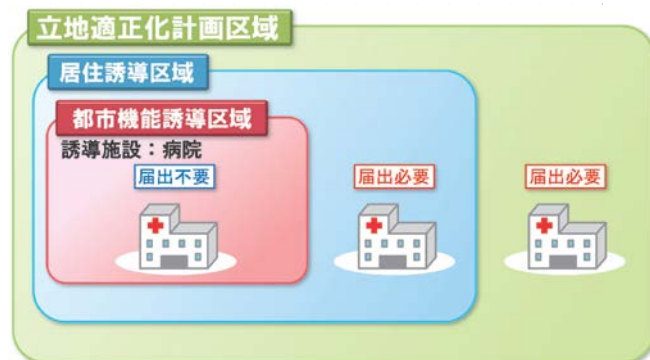 立地適正化計画区域
居住誘導区域
都市機能誘導区域
誘導施設：病院
届出不要
届出必要
届出必要